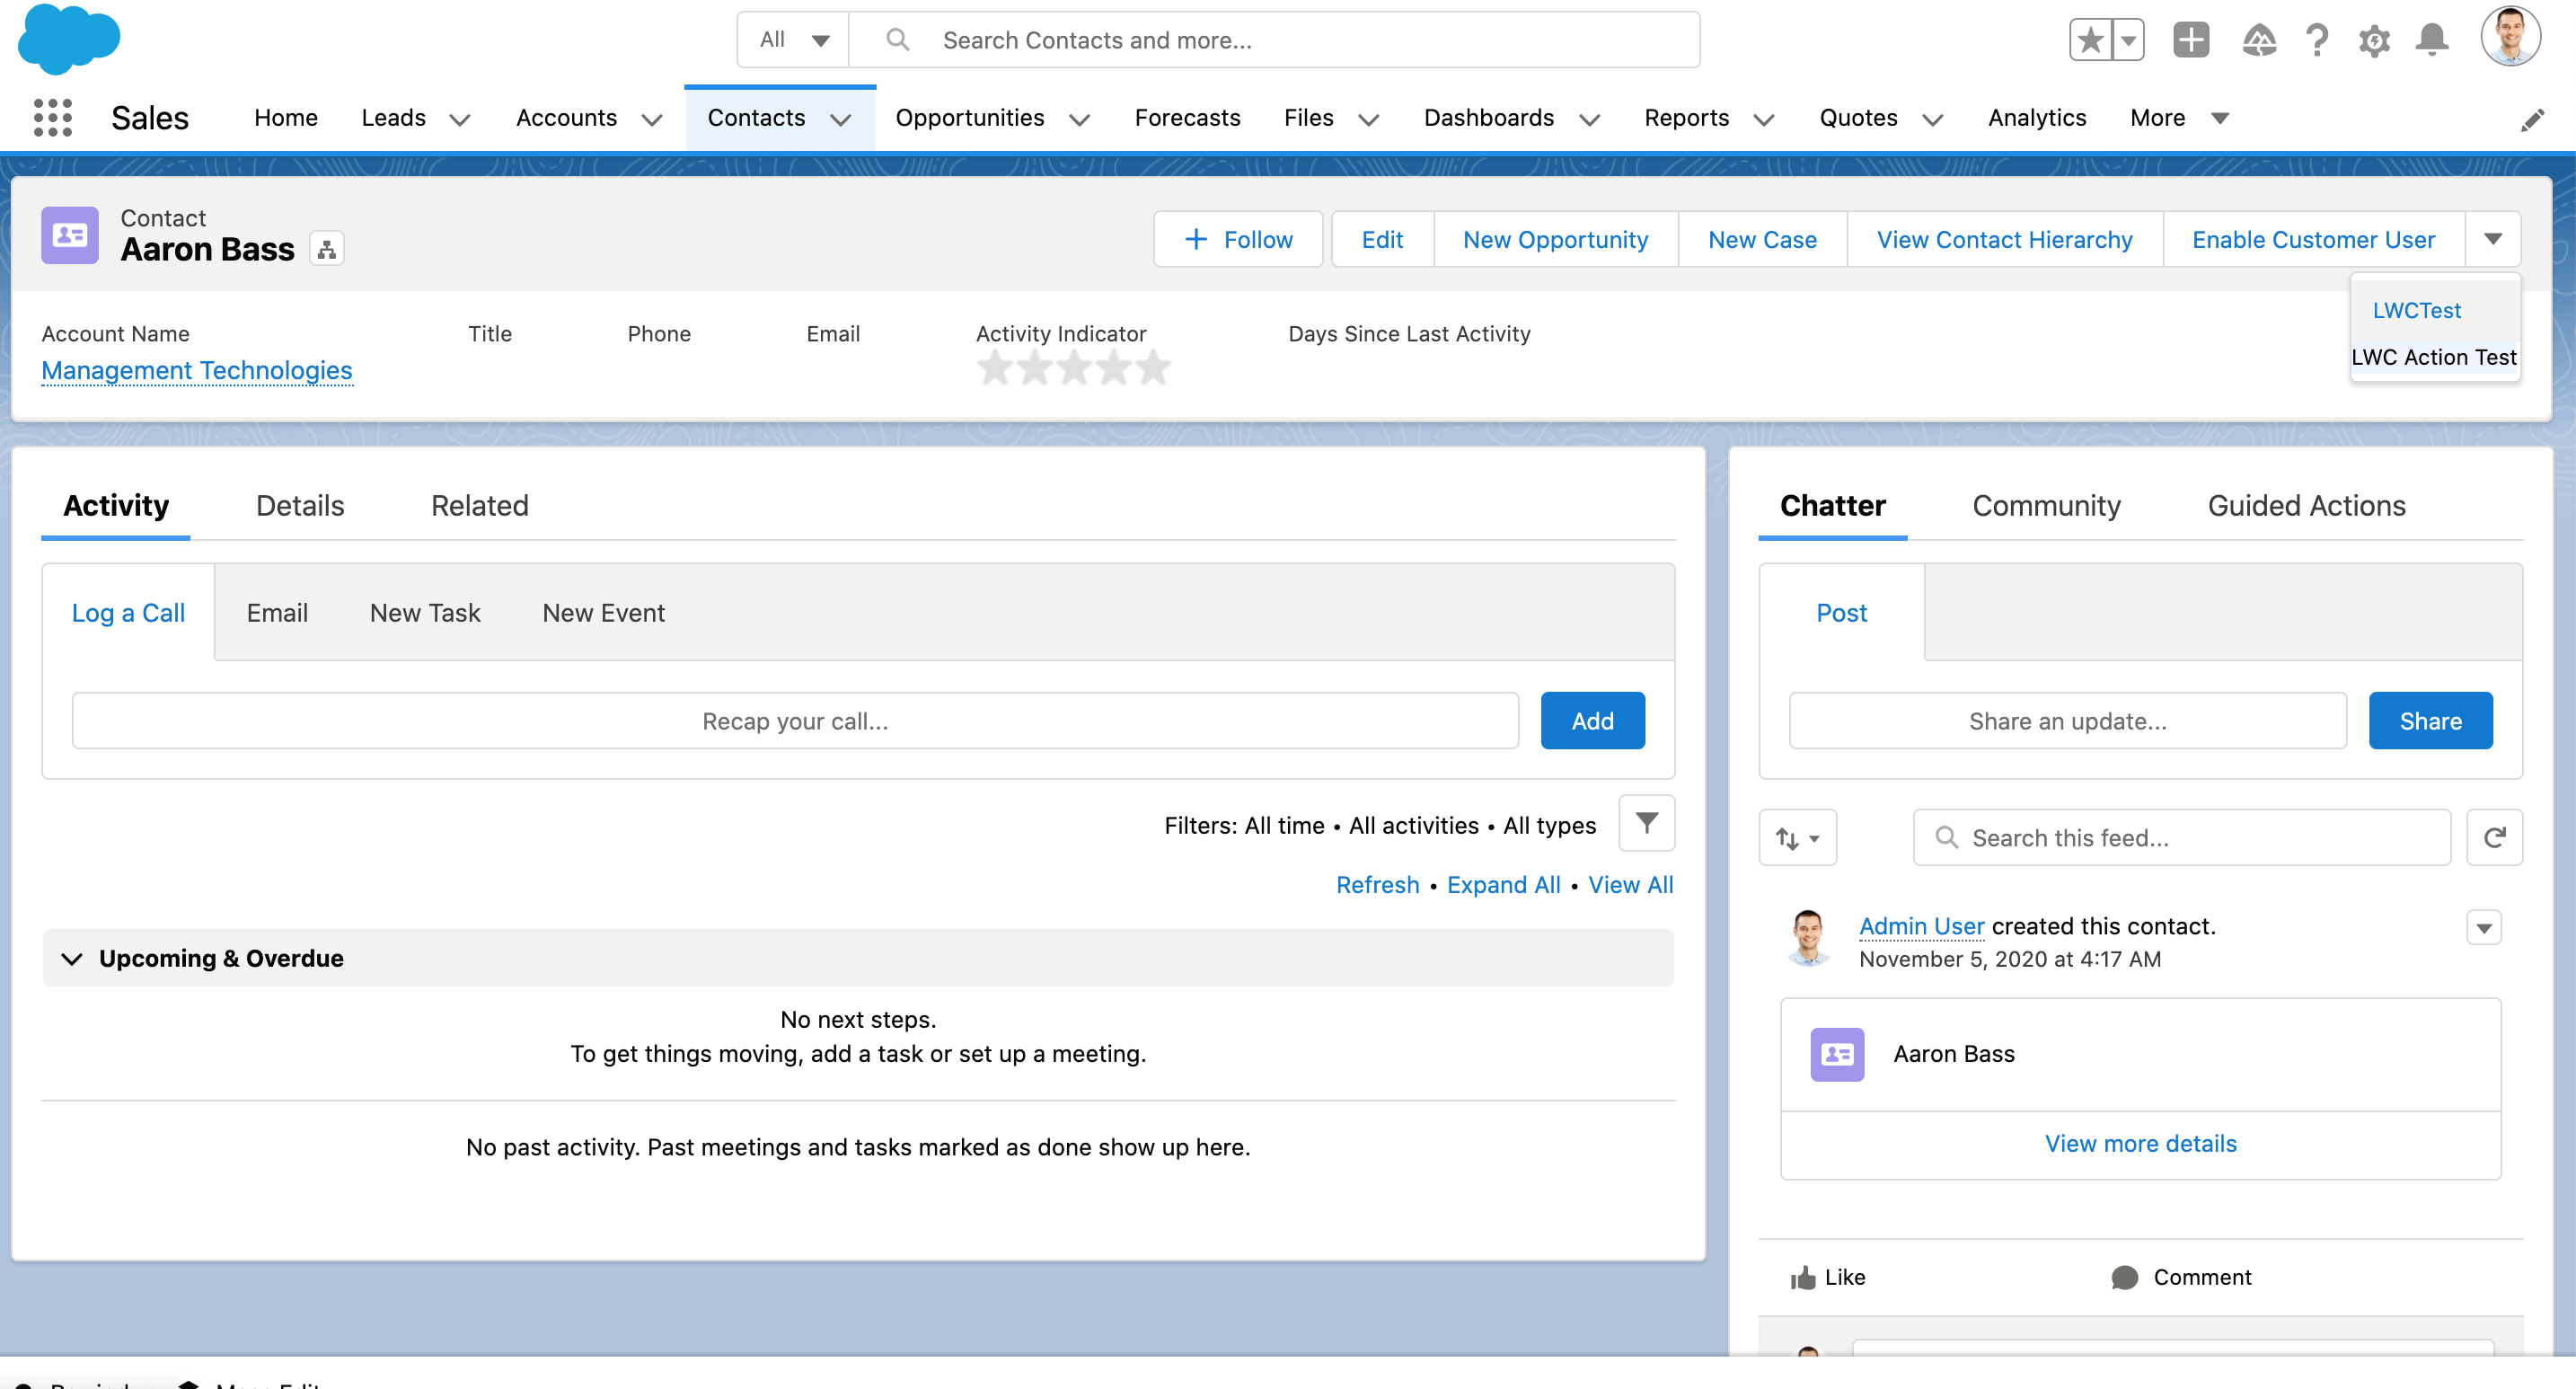 All
Search Contacts and more...
Sales
Home
Leads
Accounts
Contacts
Opportunities
Forecasts
Files
Dashboards
Reports
Quotes
Analytics
More
Contact
Aaron Bass
Follow
Edit
New Opportunity
New Case
View Contact Hierarchy
Enable Customer User
LWCTest
LWC Action Test
Account Name
Title
Phone
Email
Activity Indicator
Days Since Last Activity
Management Technologies
Activity
Details
Related
Log a Call
Email
New Task
New Event
Recap your call...
Add
Filters: All time • All activities • All types
Refresh • Expand All • View All
Upcoming & Overdue
No next steps.
To get things moving, add a task or set up a meeting.
No past activity. Past meetings and tasks marked as done show up here.
Chatter
Community
Guided Actions
Post
Share an update...
Share
Search this feed...
Admin User created this contact.
November 5, 2020 at 4:17 AM
Aaron Bass
View more details
Like
Comment